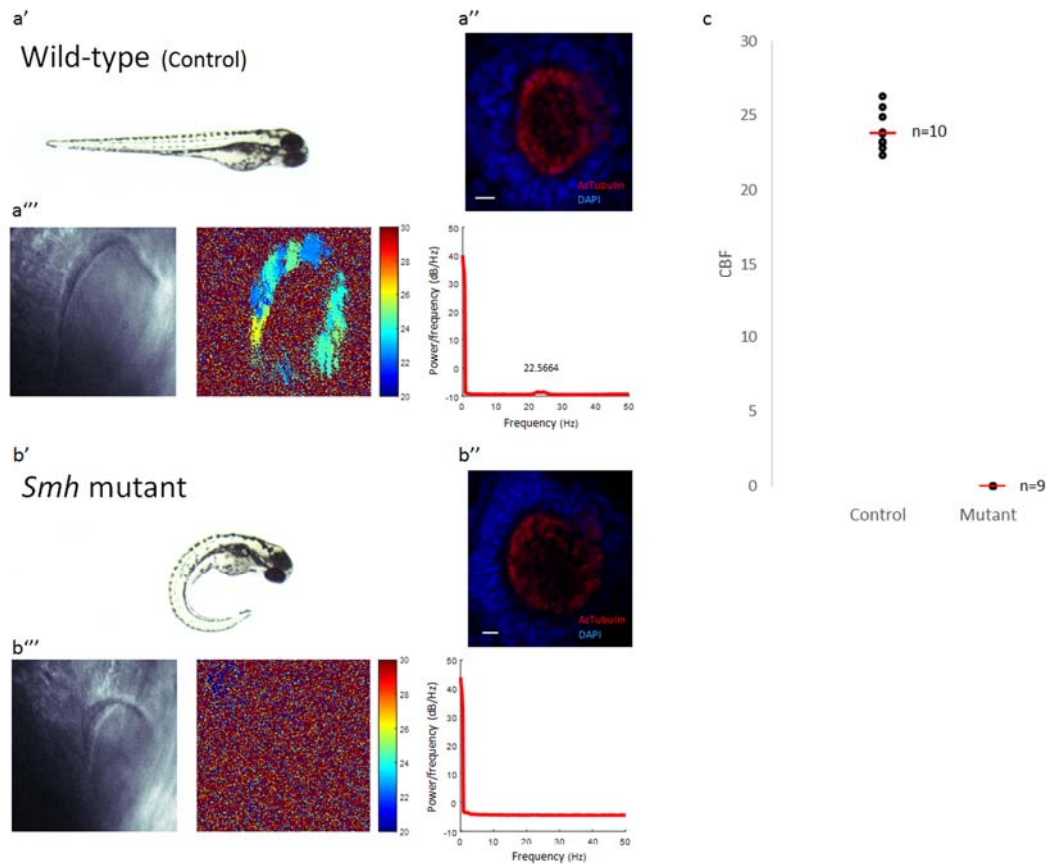 a’
Wild-type (Control)
a’’
AcTubulin
DAPI
a’’’
30
28
26
24
22
20
Power/frequency (dB/Hz)
50
40
30
20
10
0
-10
22.5664
0 10 20 30 40 50
Frequency (Hz)
b’
Smh mutant
b’’
AcTubulin
DAPI
b’’’
30
28
26
24
22
20
Power/frequency (dB/Hz)
50
40
30
20
10
0
-10
0 10 20 30 40 50
Frequency (Hz)
c
CBF
30
25
20
15
10
5
0
n=10
n=9
Control Mutant